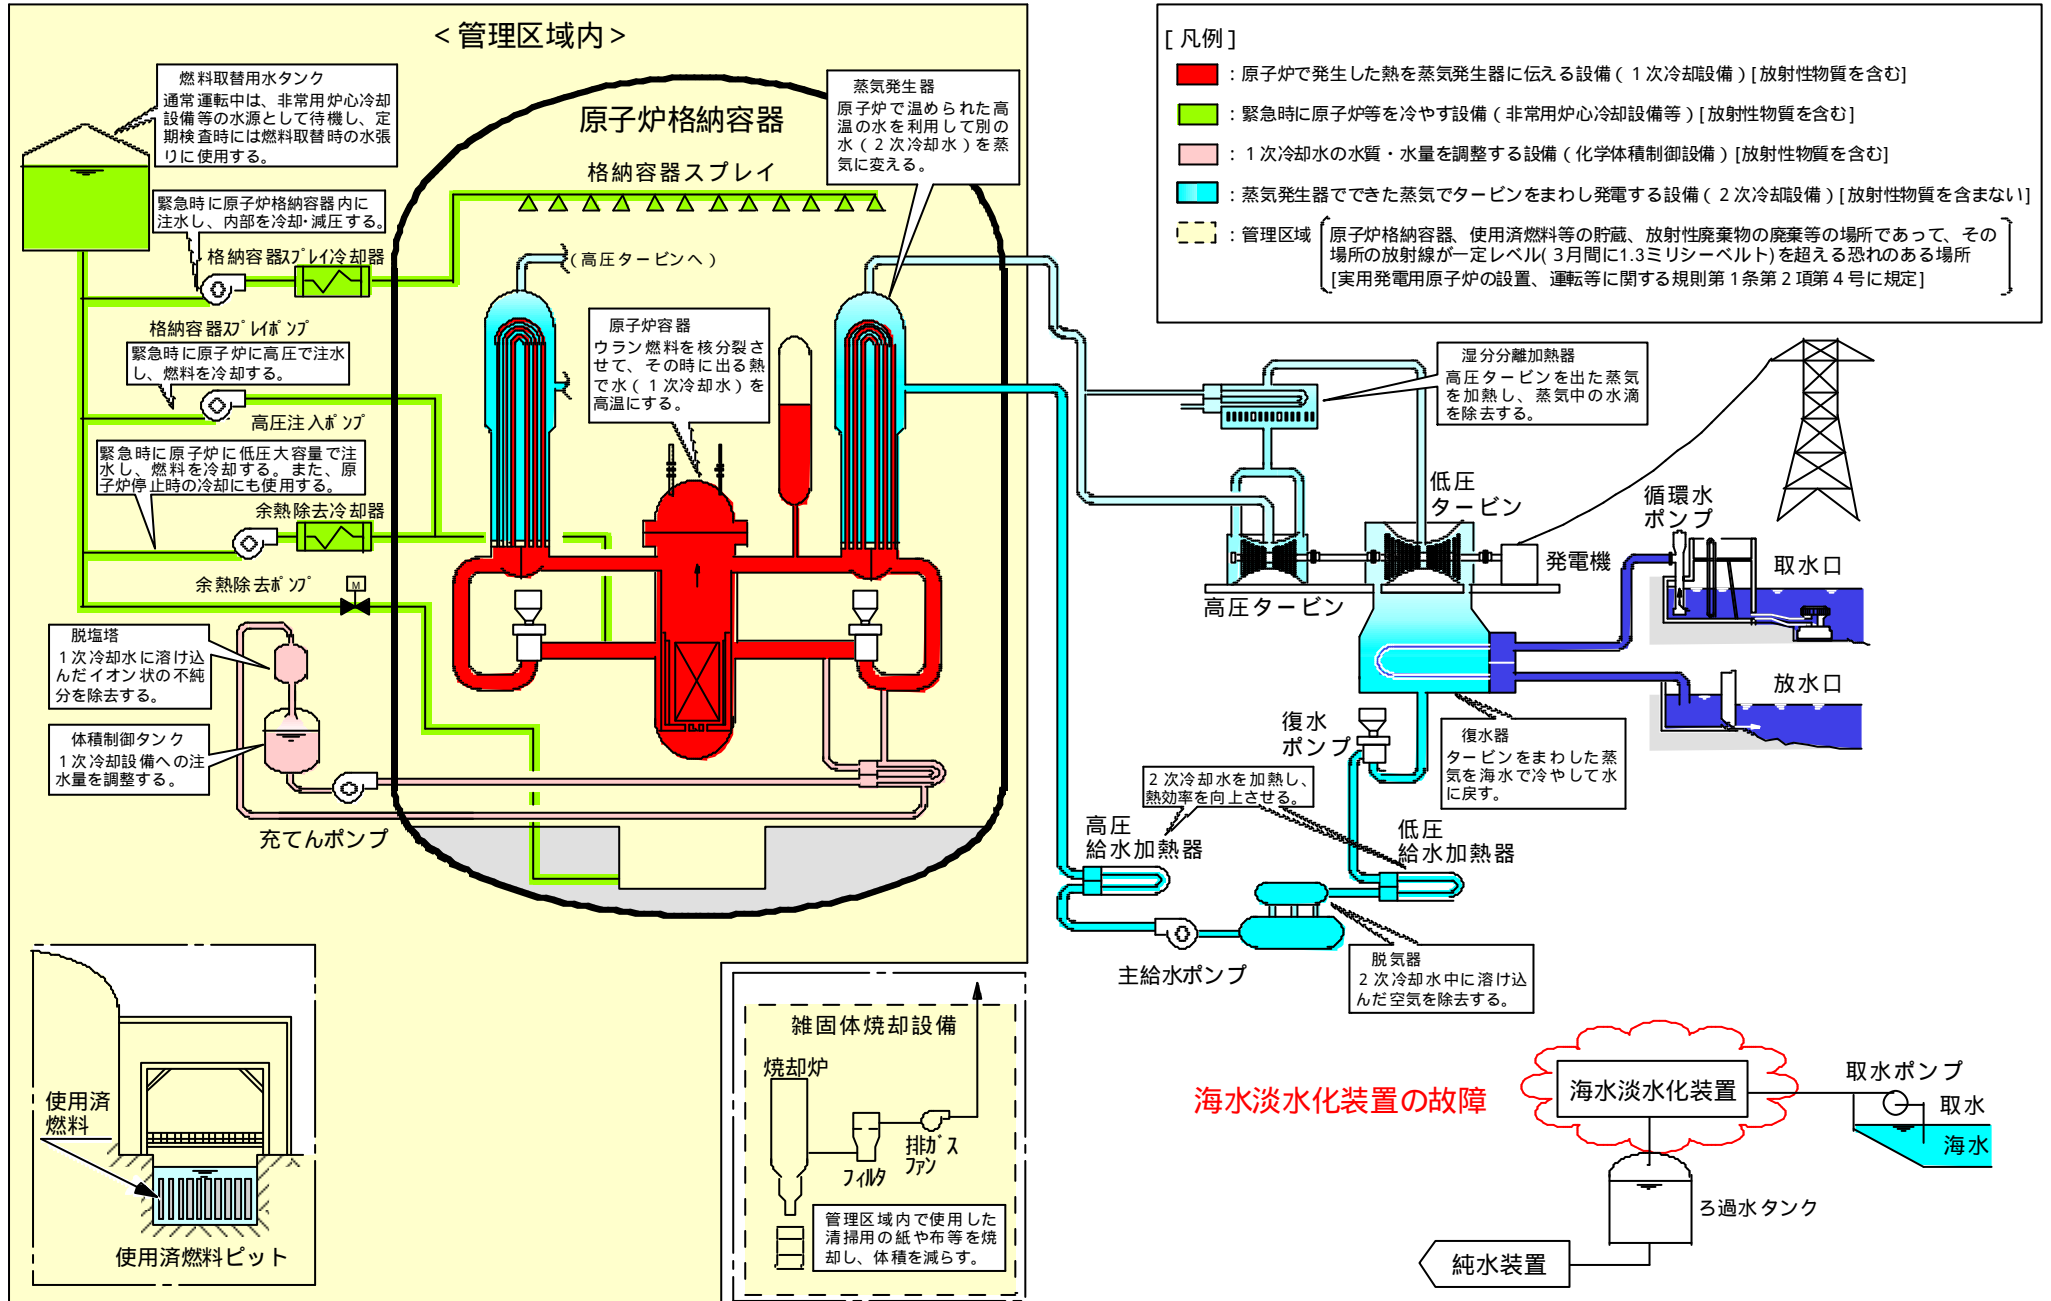 <管理区域内>
燃料取替用水タンク
通常運転中は、非常用炉心冷却
設備等の水源として待機し、定
期検査時には燃料取替時の水張
りに使用する。
緊急時に原子炉格納容器内に
注水し、内部を冷却・減圧する。
格納容器スプレイ冷却器
格納容器スプレイポンプ
緊急時に原子炉に高圧で注水
し、燃料を冷却する。
高圧注入ポンプ
緊急時に原子炉に低圧大容量で注
水し、燃料を冷却する。また、原
子炉停止時の冷却にも使用する。
余熱除去冷却器
余熱除去ポンプ
M
脱塩塔
1次冷却水に溶け込
んだイオン状の不純
分を除去する。
体積制御タンク
1次冷却設備への注
水量を調整する。
充てんポンプ
原子炉格納容器
格納容器スプレイ
(高圧タービンへ)
蒸気発生器
原子炉で温められた高
温の水を利用して別の
水(2次冷却水)を蒸
気に変える。
原子炉容器
ウラン燃料を核分裂さ
せて、その時に出る熱
で水(1次冷却水)を
高温にする。
[凡例]
:原子炉で発生した熱を蒸気発生器に伝える設備(1次冷却設備)[放射性物質を含む]
:緊急時に原子炉等を冷やす設備(非常用炉心冷却設備等)[放射性物質を含む]
:1次冷却水の水質・水量を調整する設備(化学体積制御設備)[放射性物質を含む]
:蒸気発生器でできた蒸気でタービンをまわし発電する設備(2次冷却設備)[放射性物質を含まない]
:管理区域
原子炉格納容器、使用済燃料等の貯蔵、放射性廃棄物の廃棄等の場所であって、その
場所の放射線が一定レベル(3月間に1.3ミリシーベルト)を超える恐れのある場所
[実用発電用原子炉の設置、運転等に関する規則第1条第2項第4号に規定]
湿分分離加熱器
高圧タービンを出た蒸気
を加熱し、蒸気中の水滴
を除去する。
低圧
タービン
高圧タービン
発電機
循環水
ポンプ
取水口
放水口
復水
ポンプ
復水器
タービンをまわした蒸
気を海水で冷やして水
に戻す。
2次冷却水を加熱し、
熱効率を向上させる。
高圧
給水加熱器
低圧
給水加熱器
主給水ポンプ
脱気器
2次冷却水中に溶け込
んだ空気を除去する。
使用済
燃料
使用済燃料ピット
雑固体焼却設備
焼却炉
フィルタ
排ガス
ファン
管理区域内で使用した
清掃用の紙や布等を焼
却し、体積を減らす。
海水淡水化装置の故障
海水淡水化装置
取水ポンプ
取水
海水
ろ過水タンク
純水装置